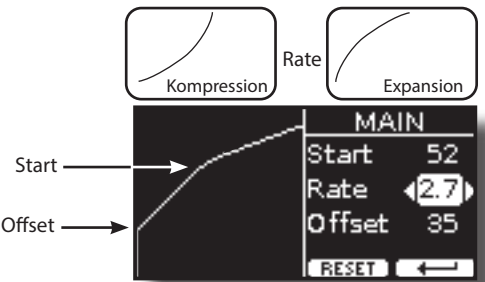 Kompression
Rate
Expansion
MAIN
Start 52
Rate 2.7
Offset 35
RESET
Start
Offset